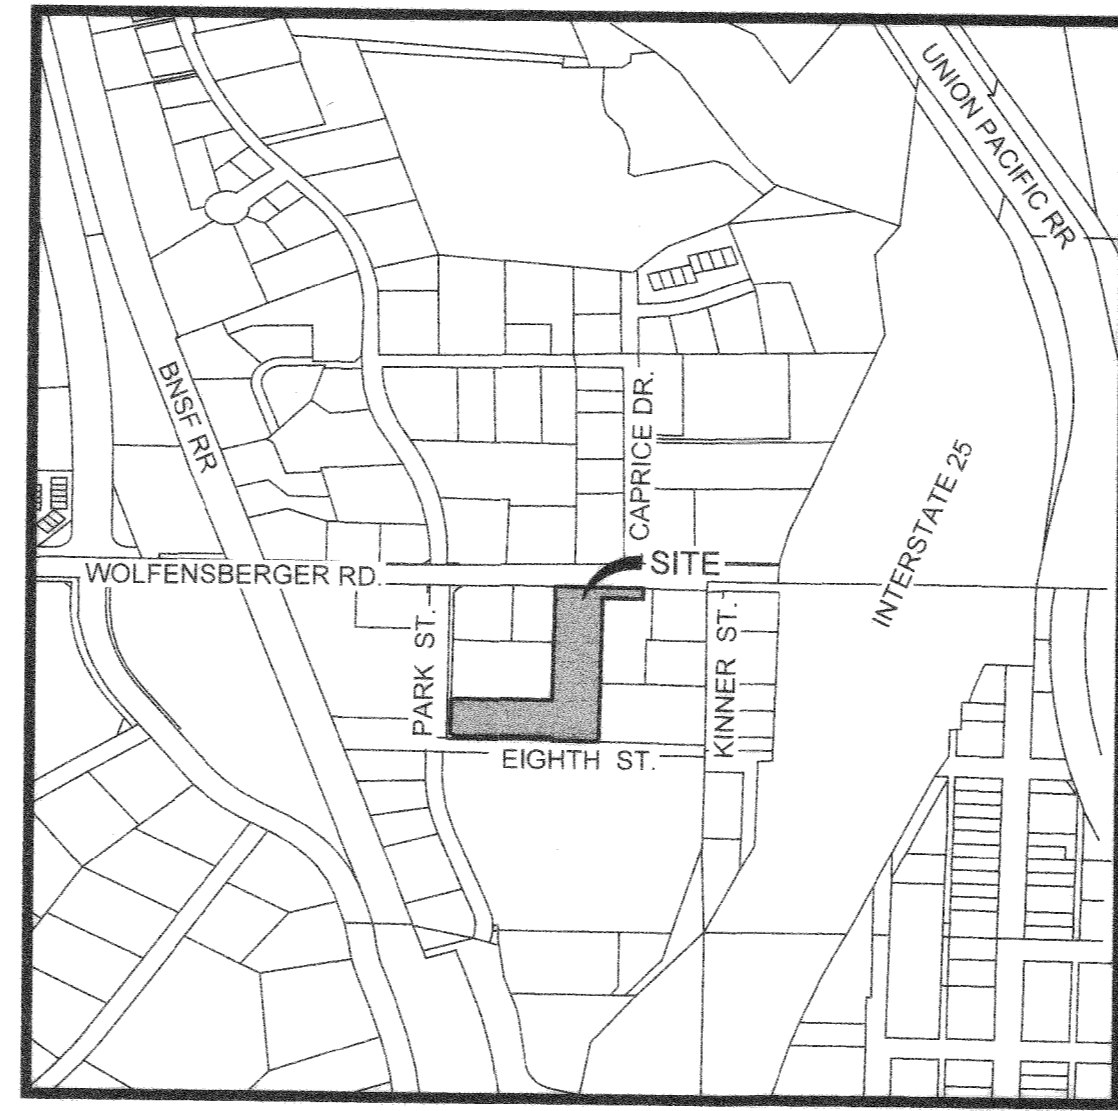 UNION PACIFIC RR
BNSF RR
CAPRICE DR.
INTERSTATE 25
WOLFENSBERGER RD.
SITE
PARK ST.
KINNER ST.
EIGHTH ST.